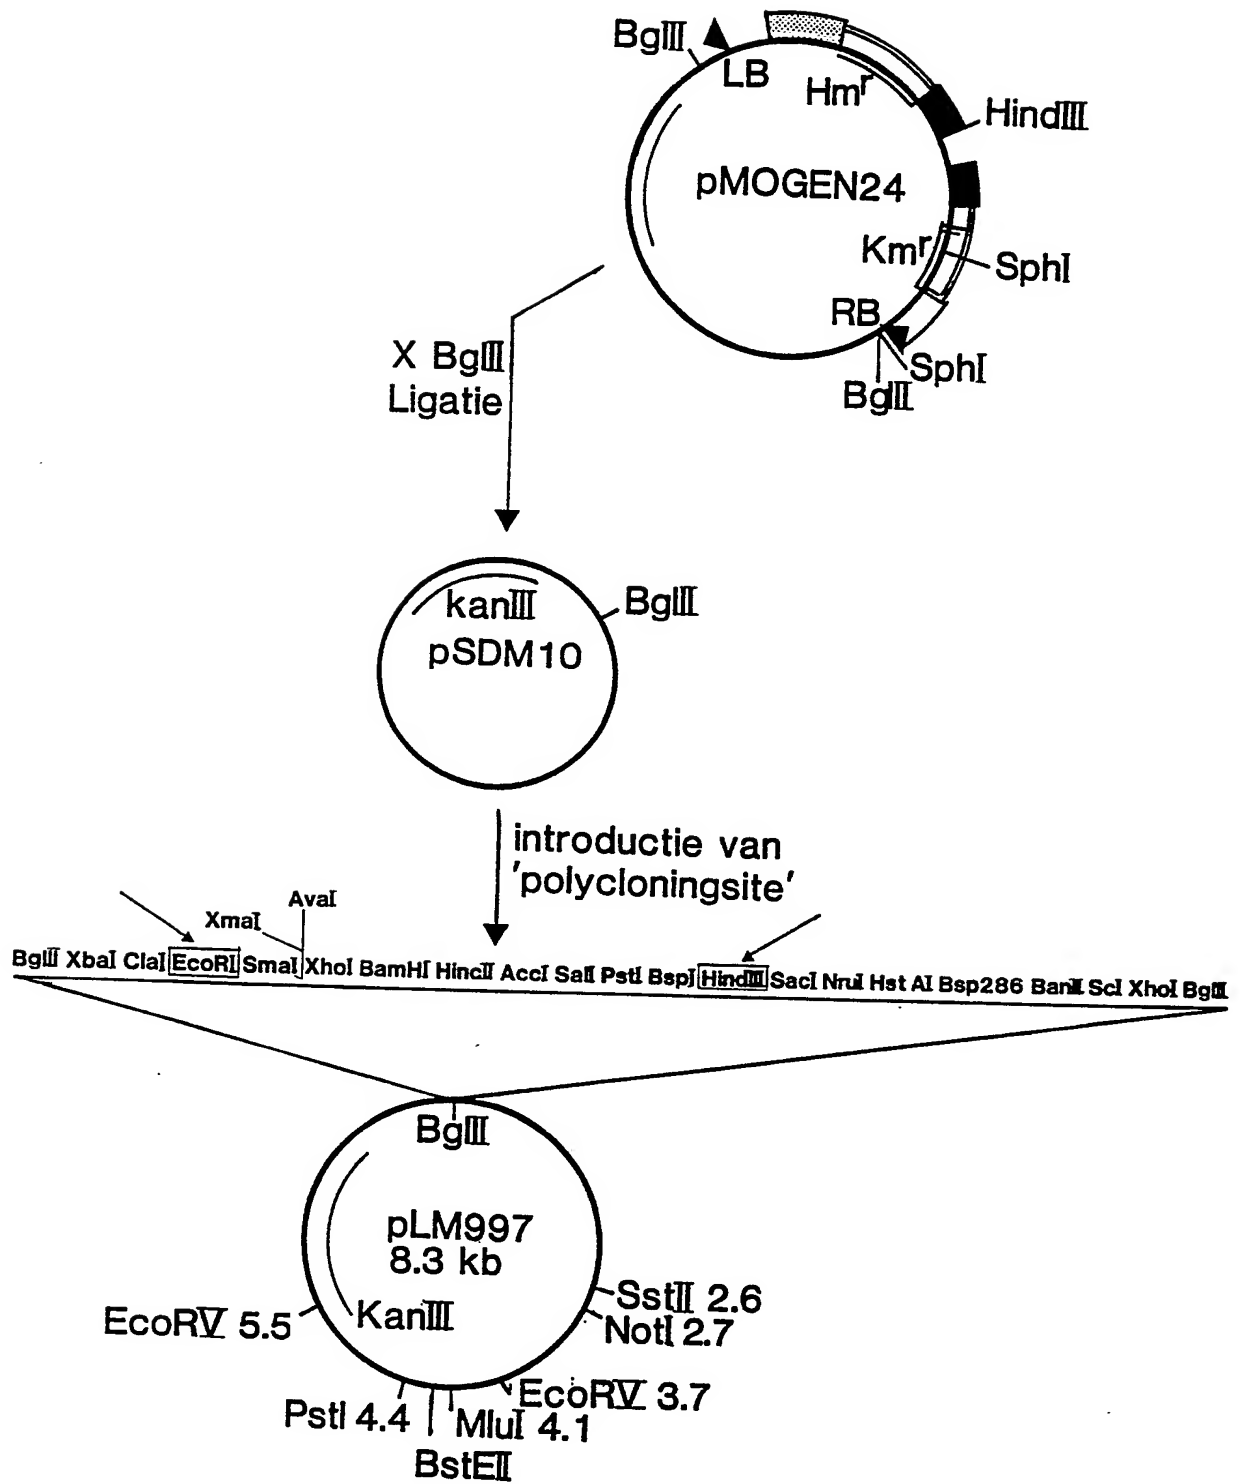 BglII
LB
Hmʳ
HindIII
pMOGEN24
Kmʳ
SphI
RB
SphI
BglII
X BglII
Ligatie
kanIII
BglII
pSDM10
introductie van
'polycloningsite'
AvaI
XmaI
BglII XbaI ClaI EcoRI SmaI XhoI BamHI HincII AccI SalI PstI BspI HindIII SacI NruI Hst AI Bsp286 BanII ScI XhoI BglII
BglII
pLM997
8.3 kb
SstII 2.6
KanIII
EcoRV 5.5
NotI 2.7
EcoRV 3.7
PstI 4.4
MluI 4.1
BstEII